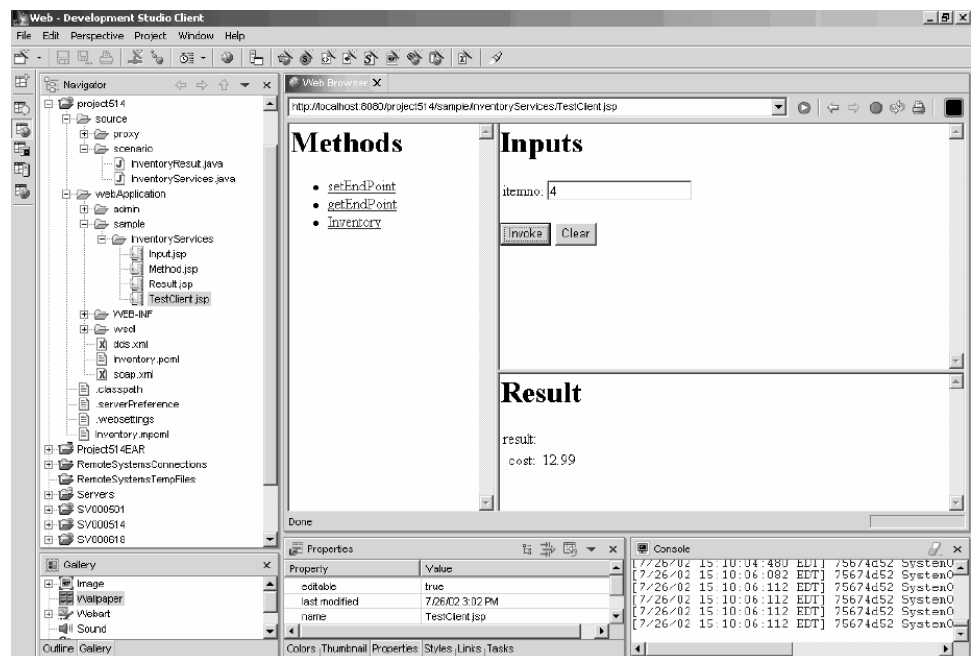 Web - Development Studio Client
File Edit Perspective Project Window Help
Navigator
project514
source
proxy
scenario
InventoryResult.java
InventoryServices.java
webApplication
admin
sample
InventoryServices
Input.jsp
Method.jsp
Result.jsp
TestClient.jsp
WEB-INF
wsdl
dds.xml
Inventory.pcml
soap.xml
.classpath
.serverPreference
.websettings
Inventory.mpcml
Project514EAR
RemoteSystemsConnections
RemoteSystemsTempFiles
Servers
SV000501
SV000514
SV000618
Gallery
Image
Wallpaper
Webart
Sound
Outline Gallery
Web Browser
http://localhost:8080/project514/sample/InventoryServices/TestClient.jsp
Methods
setEndPoint
getEndPoint
Inventory
Inputs
itemno: 4
Invoke Clear
Result
result:
cost: 12.99
Done
Properties
Property Value
editable true
last modified 7/26/02 3:02 PM
name TestClient.jsp
Colors Thumbnail Properties Styles Links Tasks
Console
[7/26/02 15:10:04:480 EDT] 75674d52 SystemO
[7/26/02 15:10:06:082 EDT] 75674d52 SystemO
[7/26/02 15:10:06:112 EDT] 75674d52 SystemO
[7/26/02 15:10:06:112 EDT] 75674d52 SystemO
[7/26/02 15:10:06:112 EDT] 75674d52 SystemO